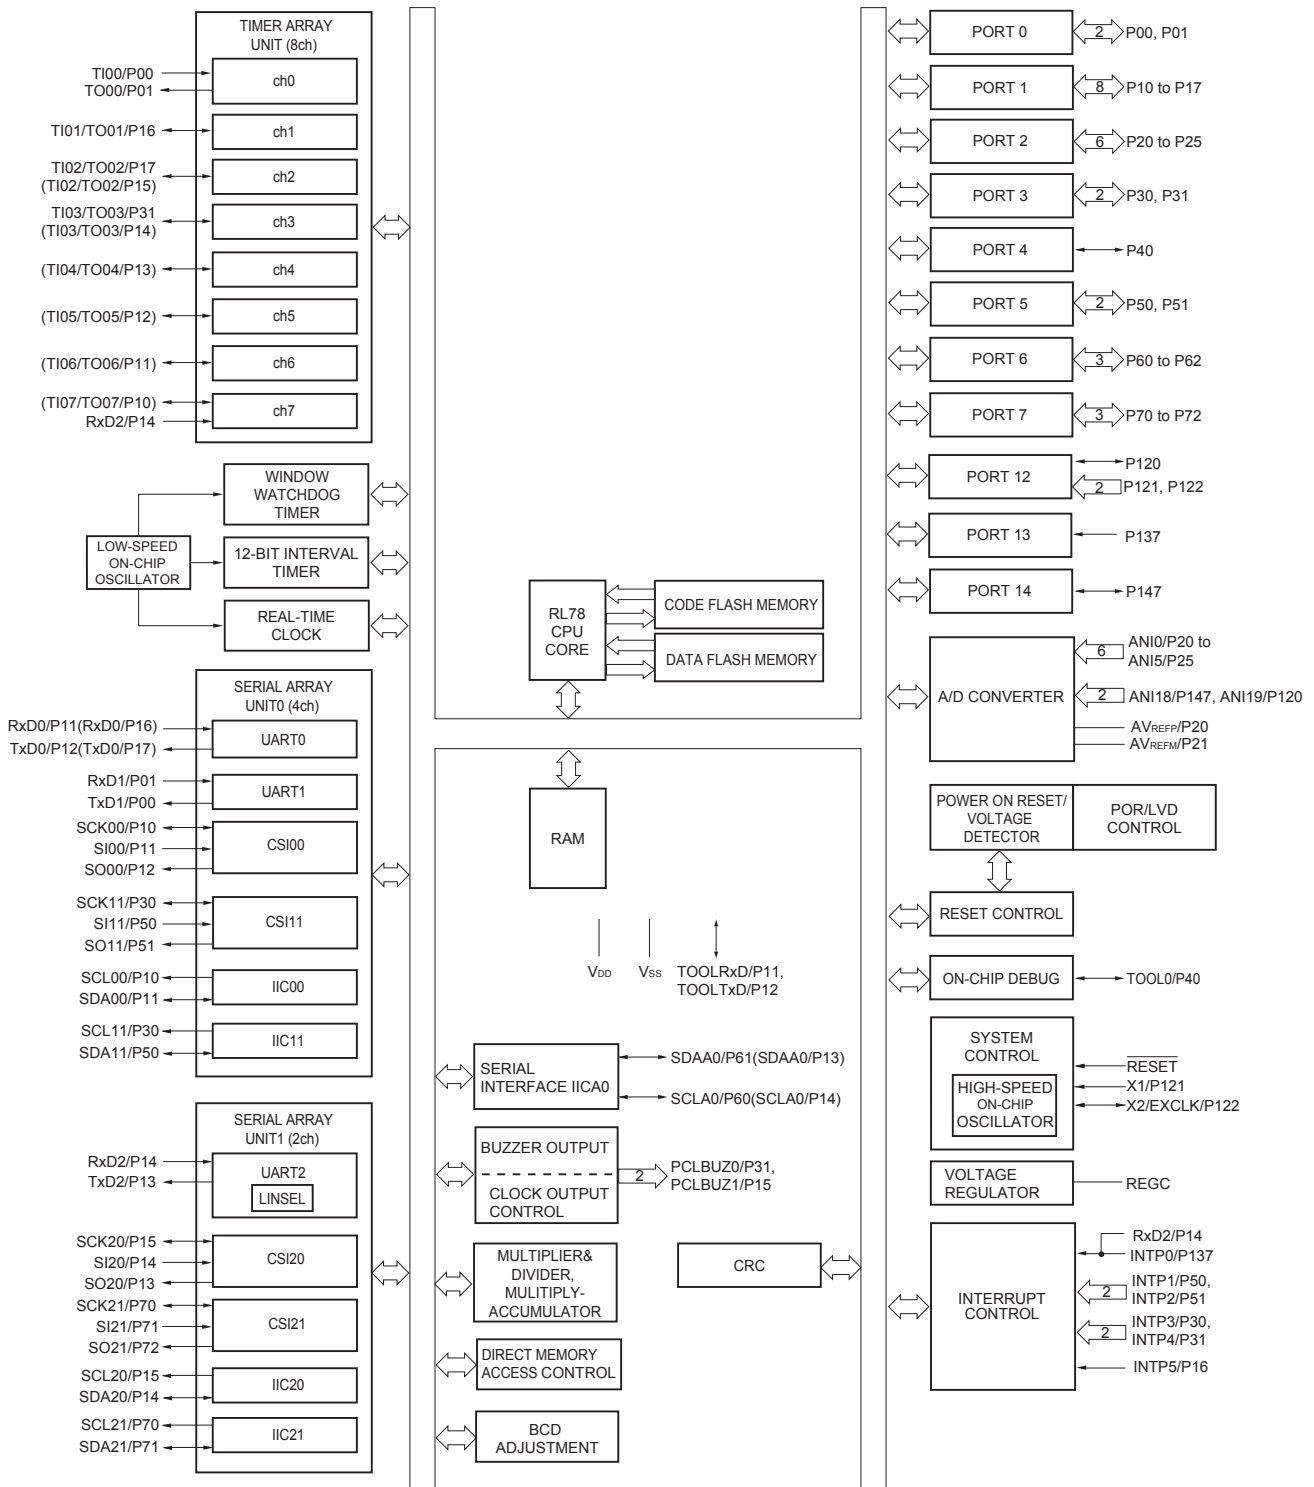 TIMER ARRAY
UNIT (8ch)
TI00/P00
TO00/P01
ch0
TI01/TO01/P16
ch1
TI02/TO02/P17
(TI02/TO02/P15)
ch2
TI03/TO03/P31
(TI03/TO03/P14)
ch3
(TI04/TO04/P13)
ch4
(TI05/TO05/P12)
ch5
(TI06/TO06/P11)
ch6
(TI07/TO07/P10)
RxD2/P14
ch7
WINDOW
WATCHDOG
TIMER
LOW-SPEED
ON-CHIP
OSCILLATOR
12-BIT INTERVAL
TIMER
REAL-TIME
CLOCK
SERIAL ARRAY
UNIT0 (4ch)
RxD0/P11(RxD0/P16)
TxD0/P12(TxD0/P17)
UART0
RxD1/P01
TxD1/P00
UART1
SCK00/P10
SI00/P11
SO00/P12
CSI00
SCK11/P30
SI11/P50
SO11/P51
CSI11
SCL00/P10
SDA00/P11
IIC00
SCL11/P30
SDA11/P50
IIC11
SERIAL ARRAY
UNIT1 (2ch)
RxD2/P14
TxD2/P13
UART2
LINSEL
SCK20/P15
SI20/P14
SO20/P13
CSI20
SCK21/P70
SI21/P71
SO21/P72
CSI21
SCL20/P15
SDA20/P14
IIC20
SCL21/P70
SDA21/P71
IIC21
RL78
CPU
CORE
CODE FLASH MEMORY
DATA FLASH MEMORY
RAM
VDD
VSS
TOOLRxD/P11,
TOOLTxD/P12
SERIAL
INTERFACE IICA0
SDAA0/P61(SDAA0/P13)
SCLA0/P60(SCLA0/P14)
BUZZER OUTPUT
CLOCK OUTPUT
CONTROL
2
PCLBUZ0/P31,
PCLBUZ1/P15
MULTIPLIER&
DIVIDER,
MULITIPLY-
ACCUMULATOR
CRC
DIRECT MEMORY
ACCESS CONTROL
BCD
ADJUSTMENT
PORT 0
2
P00, P01
PORT 1
8
P10 to P17
PORT 2
6
P20 to P25
PORT 3
2
P30, P31
PORT 4
P40
PORT 5
2
P50, P51
PORT 6
3
P60 to P62
PORT 7
3
P70 to P72
PORT 12
P120
2
P121, P122
PORT 13
P137
PORT 14
P147
A/D CONVERTER
6
ANI0/P20 to
ANI5/P25
2
ANI18/P147, ANI19/P120
AVREFP/P20
AVREFM/P21
POWER ON RESET/
VOLTAGE
DETECTOR
POR/LVD
CONTROL
RESET CONTROL
ON-CHIP DEBUG
TOOL0/P40
SYSTEM
CONTROL
HIGH-SPEED
ON-CHIP
OSCILLATOR
RESET
X1/P121
X2/EXCLK/P122
VOLTAGE
REGULATOR
REGC
INTERRUPT
CONTROL
RxD2/P14
INTP0/P137
2
INTP1/P50,
INTP2/P51
2
INTP3/P30,
INTP4/P31
INTP5/P16